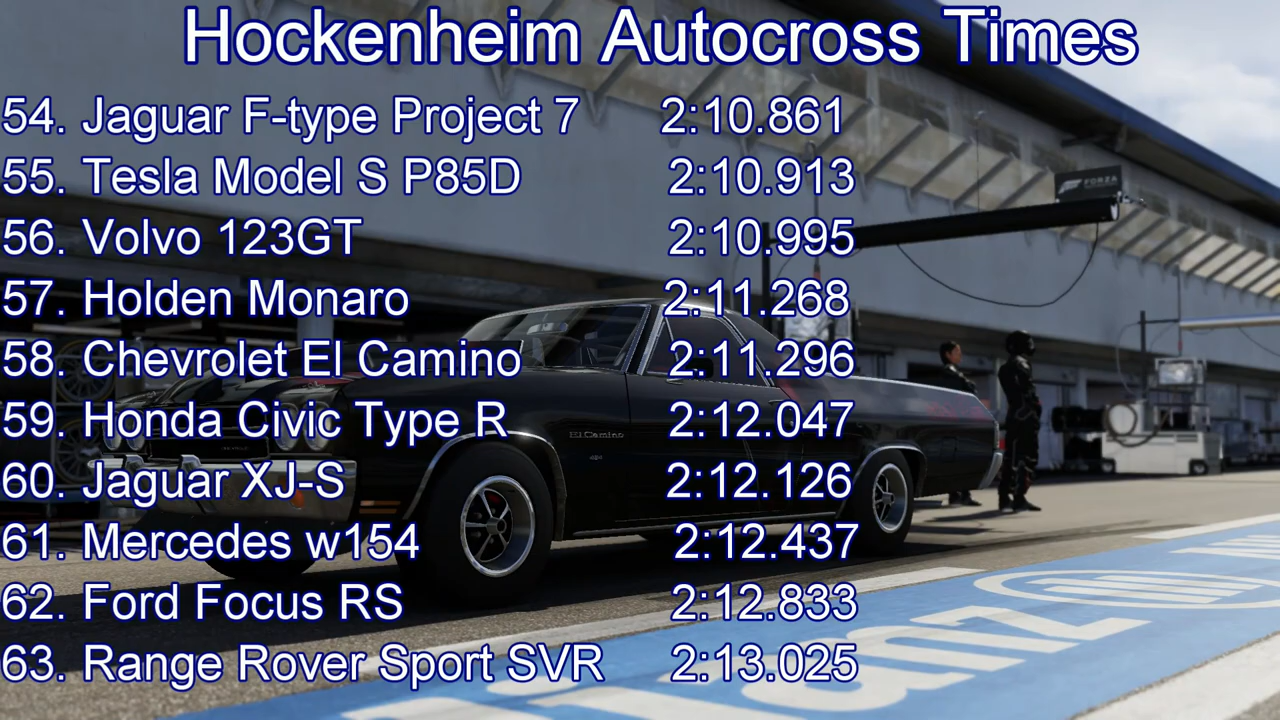 Hockenheim Autocross Times
54. Jaguar F-type Project 7 2:10.861
55. Tesla Model S P85D 2:10.913
56. Volvo 123GT 2:10.995
57. Holden Monaro 2:11.268
58. Chevrolet El Camino 2:11.296
59. Honda Civic Type R 2:12.047
60. Jaguar XJ-S 2:12.126
61. Mercedes w154 2:12.437
62. Ford Focus RS 2:12.833
63. Range Rover Sport SVR 2:13.025
FORZA
El Camino